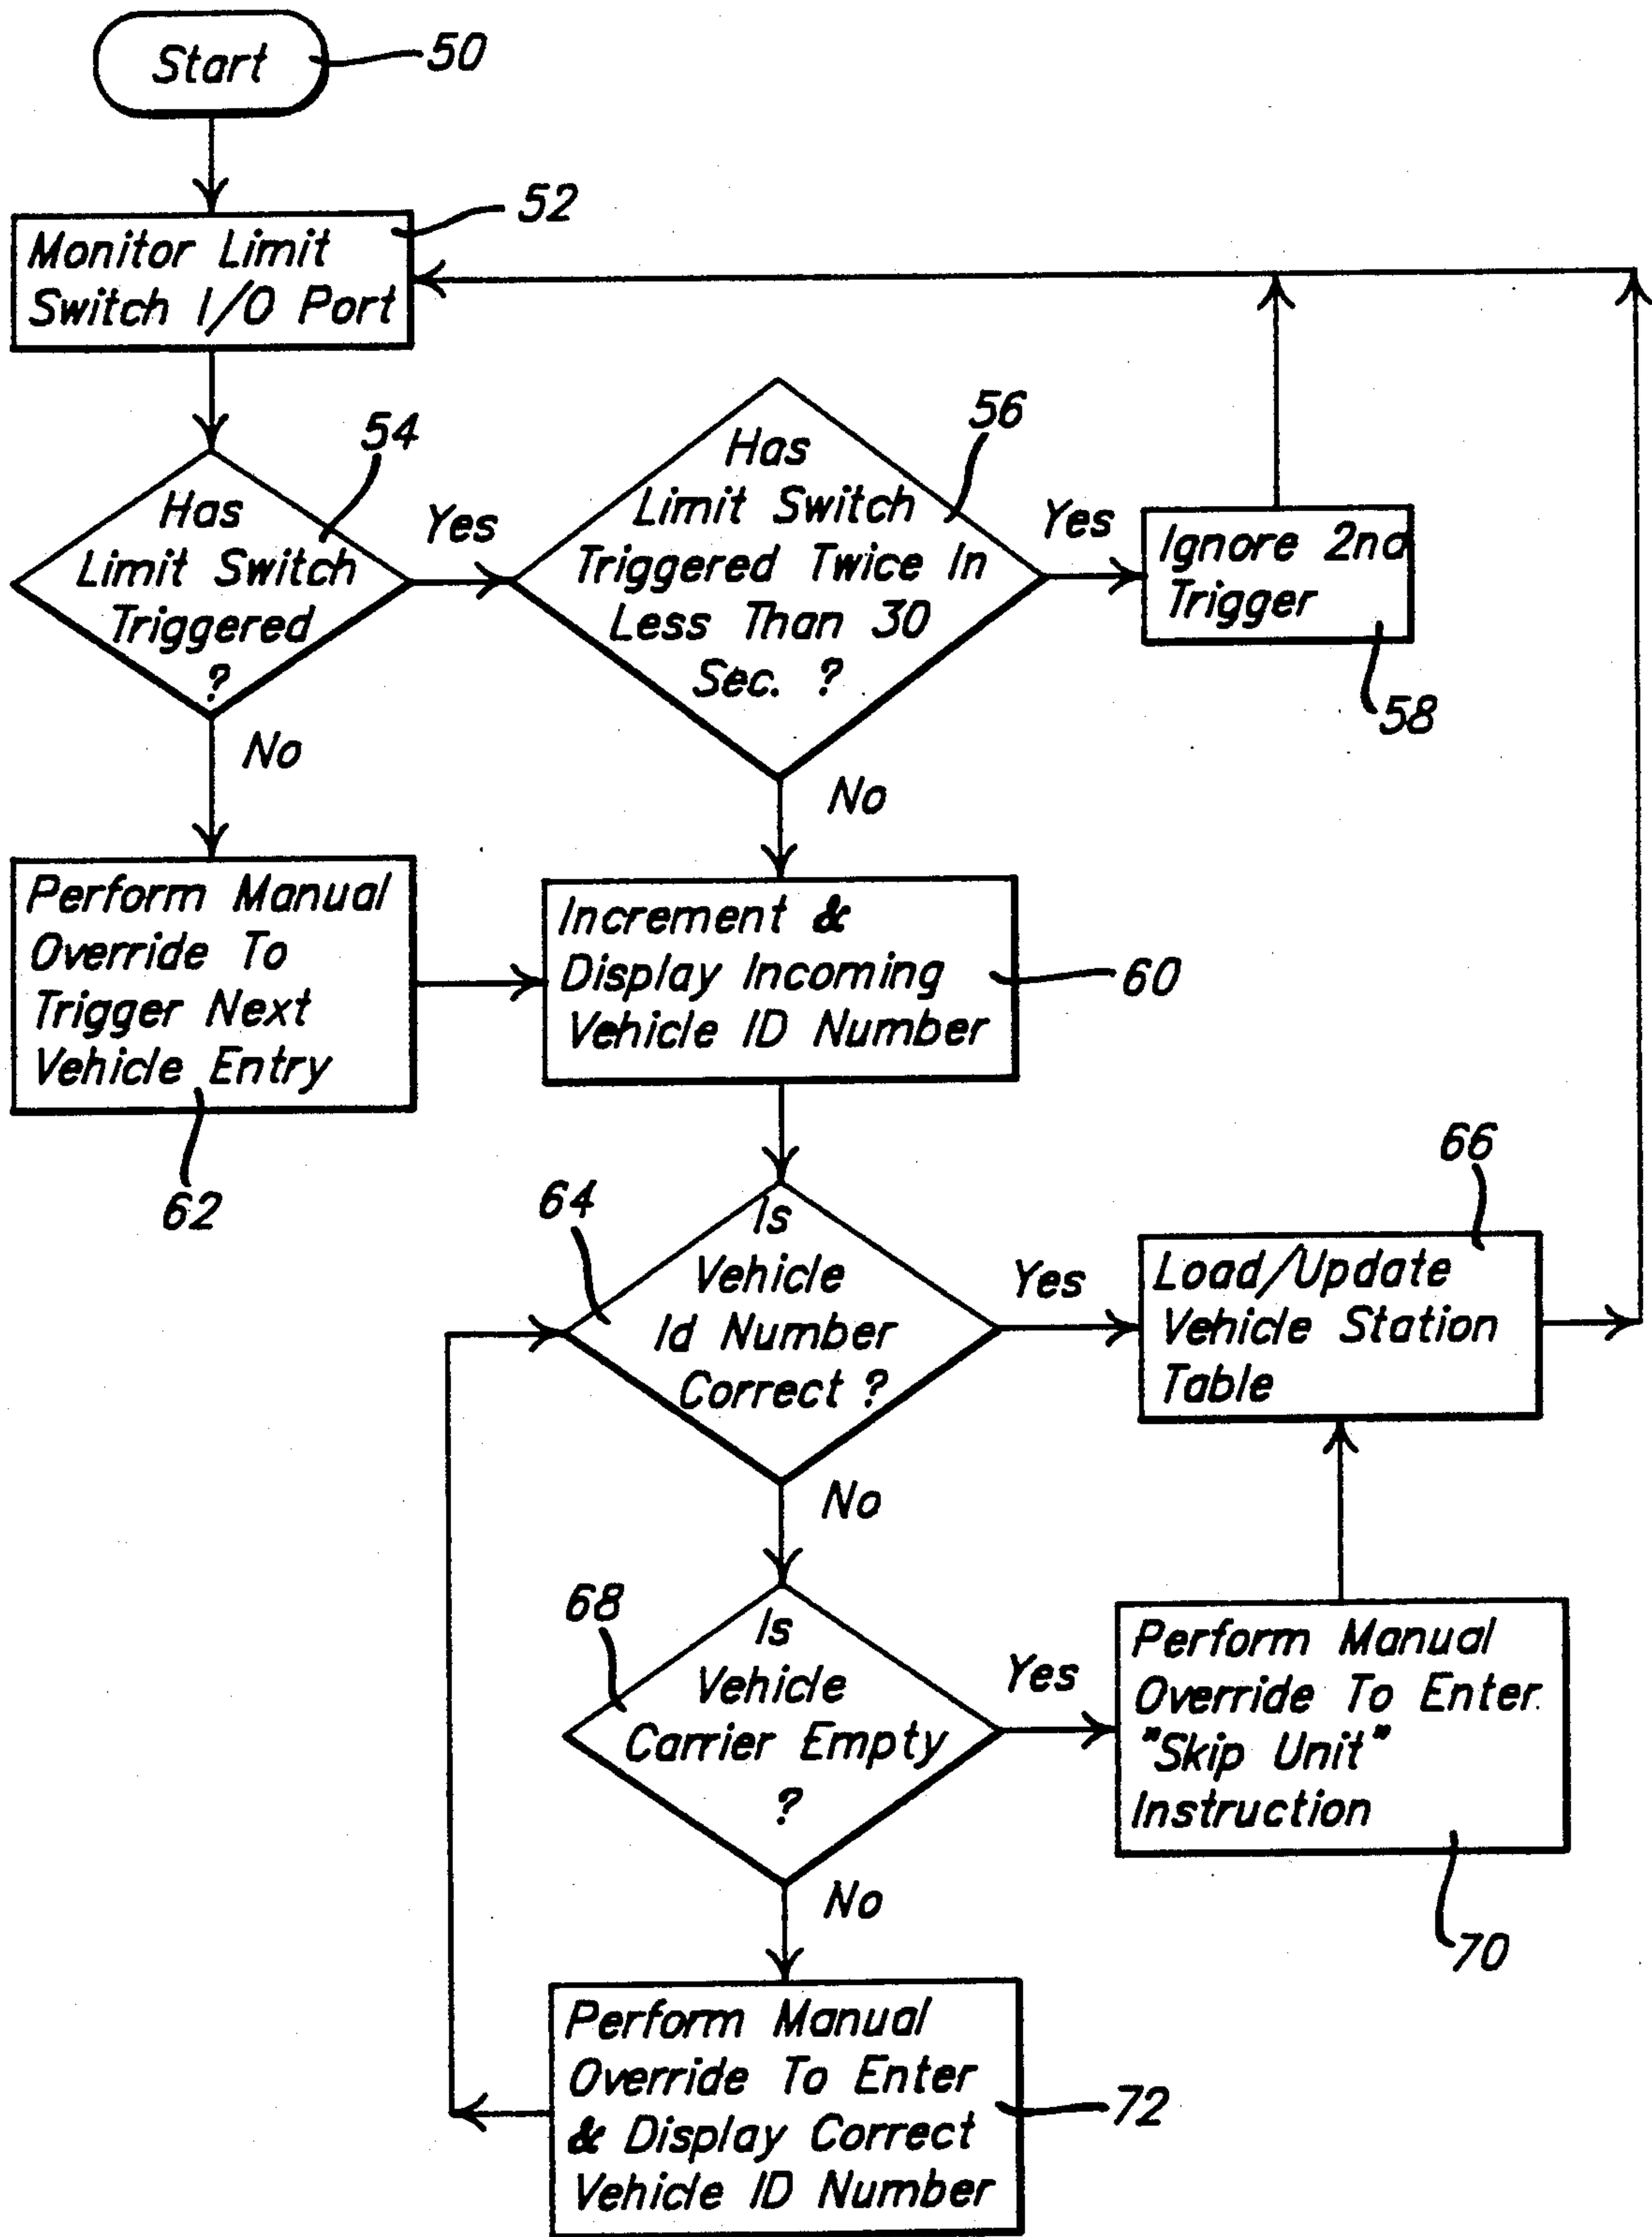 Start
50
52
Monitor Limit
Switch I/O Port
54
Has
Limit Switch
Triggered
?
Yes
56
Has
Limit Switch
Triggered Twice In
Less Than 30
Sec. ?
Yes
Ignore 2nd
Trigger
58
No
No
Perform Manual
Override To
Trigger Next
Vehicle Entry
62
Increment &
Display Incoming
Vehicle ID Number
60
64
Is
Vehicle
Id Number
Correct ?
Yes
66
Load/Update
Vehicle Station
Table
No
68
Is
Vehicle
Carrier Empty
?
Yes
Perform Manual
Override To Enter
"Skip Unit"
Instruction
70
No
Perform Manual
Override To Enter
& Display Correct
Vehicle ID Number
72